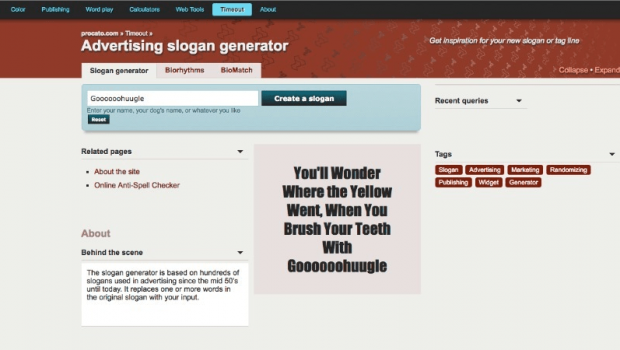 Color Publishing Word play Calculators Web Tools Timeout About
procato.com » Timeout »
Advertising slogan generator
Get inspiration for your new slogan or tag line
Slogan generator Biorhythms BioMatch
Collapse • Expand
Goooooohuugle
Create a slogan
Enter your name, your dog's name, or whatever you like
Reset
Recent queries
Related pages
• About the site
• Online Anti-Spell Checker
You'll Wonder
Where the Yellow
Went, When You
Brush Your Teeth
With
Goooooohuugle
Tags
Slogan Advertising Marketing Randomizing
Publishing Widget Generator
About
Behind the scene
The slogan generator is based on hundreds of
slogans used in advertising since the mid 50's
until today. It replaces one or more words in
the original slogan with your input.